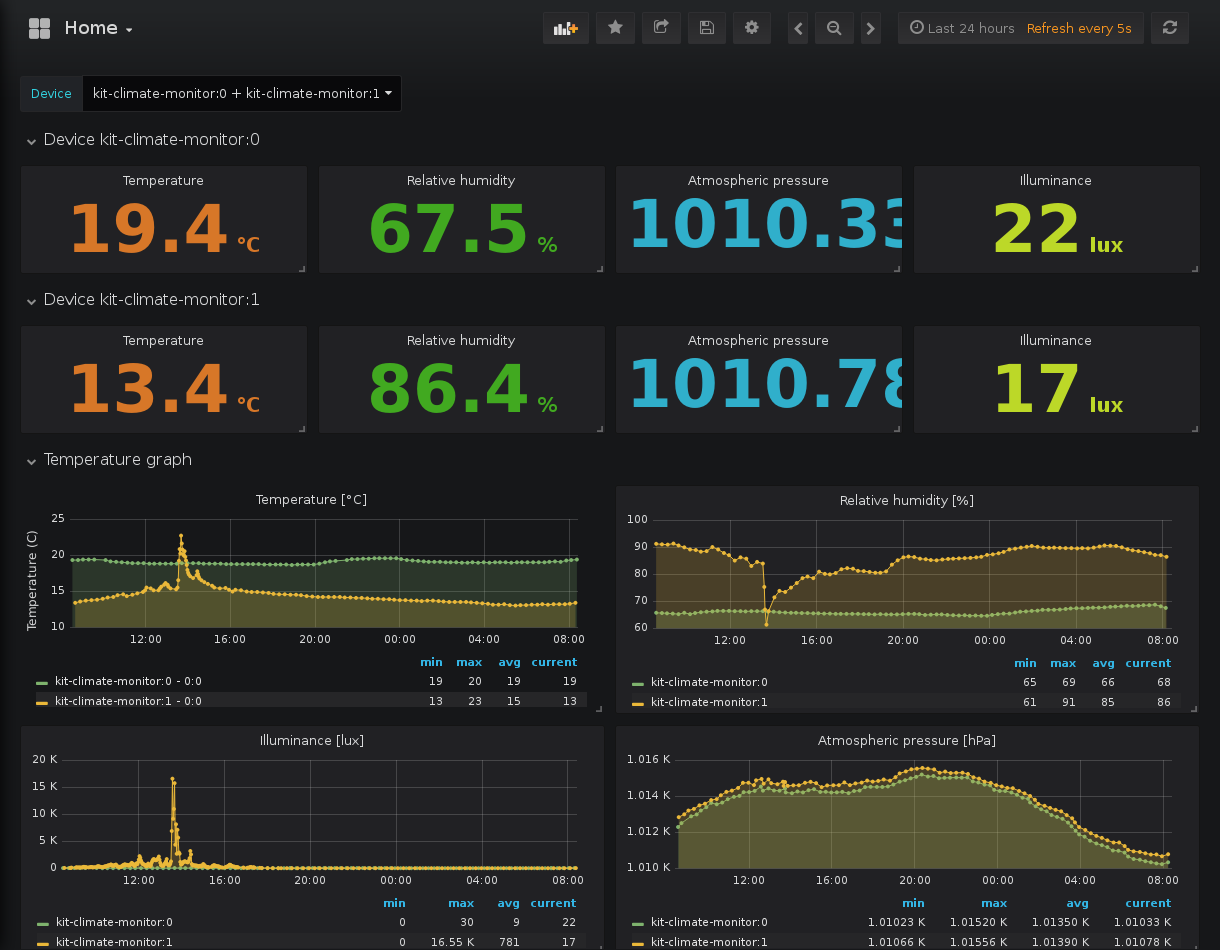 Home
Last 24 hours Refresh every 5s
Device kit-climate-monitor:0 + kit-climate-monitor:1
Device kit-climate-monitor:0
Temperature Relative humidity Atmospheric pressure Illuminance
19.4 °C 67.5 % 1010.33 22 lux
Device kit-climate-monitor:1
Temperature Relative humidity Atmospheric pressure Illuminance
13.4 °C 86.4 % 1010.78 17 lux
Temperature graph
Temperature [°C]
Temperature (C)
25
20
15
10
12:00 16:00 20:00 00:00 04:00 08:00
min max avg current
kit-climate-monitor:0 - 0:0 19 20 19 19
kit-climate-monitor:1 - 0:0 13 23 15 13
Relative humidity [%]
100
90
80
70
60
12:00 16:00 20:00 00:00 04:00 08:00
min max avg current
kit-climate-monitor:0 65 69 66 68
kit-climate-monitor:1 61 91 85 86
Illuminance [lux]
20 K
15 K
10 K
5 K
0
12:00 16:00 20:00 00:00 04:00 08:00
min max avg current
kit-climate-monitor:0 0 30 9 22
kit-climate-monitor:1 0 16.55 K 781 17
Atmospheric pressure [hPa]
1.016 K
1.014 K
1.012 K
1.010 K
12:00 16:00 20:00 00:00 04:00 08:00
min max avg current
kit-climate-monitor:0 1.01023 K 1.01520 K 1.01350 K 1.01033 K
kit-climate-monitor:1 1.01066 K 1.01556 K 1.01390 K 1.01078 K